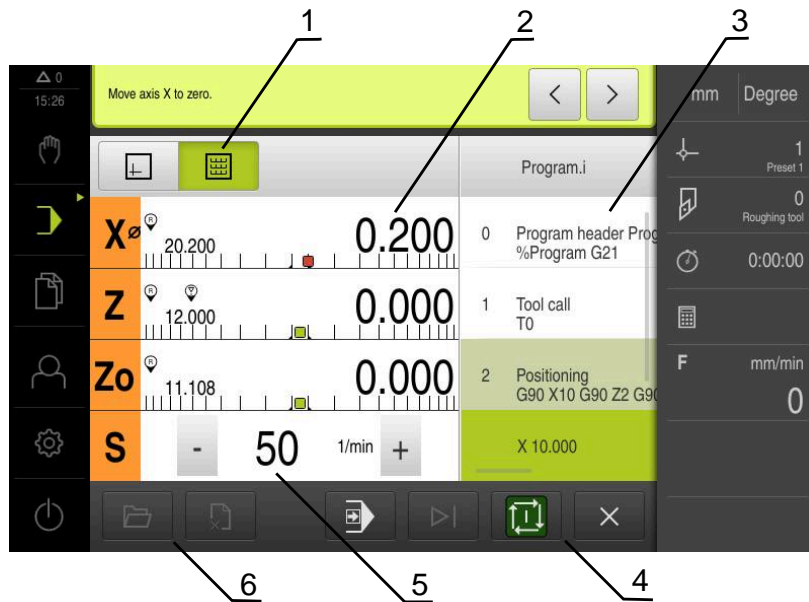 1
2
3
0
15:26
Move axis X to zero.
<
>
mm
Degree
Program.i
1
Preset 1
0
Roughing tool
0:00:00
F
mm/min
0
X⌀
R
20.200
0.200
Z
R
12.000
0.000
Zo
R
11.108
0.000
S
-
50
1/min
+
0
Program header Prog
%Program G21
1
Tool call
T0
2
Positioning
G90 X10 G90 Z2 G90
X 10.000
6
5
4